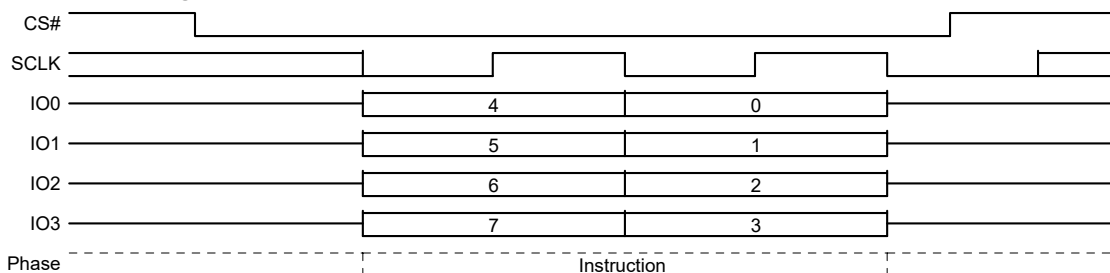 CS#
SCLK
IO0 4 0
IO1 5 1
IO2 6 2
IO3 7 3
Phase Instruction